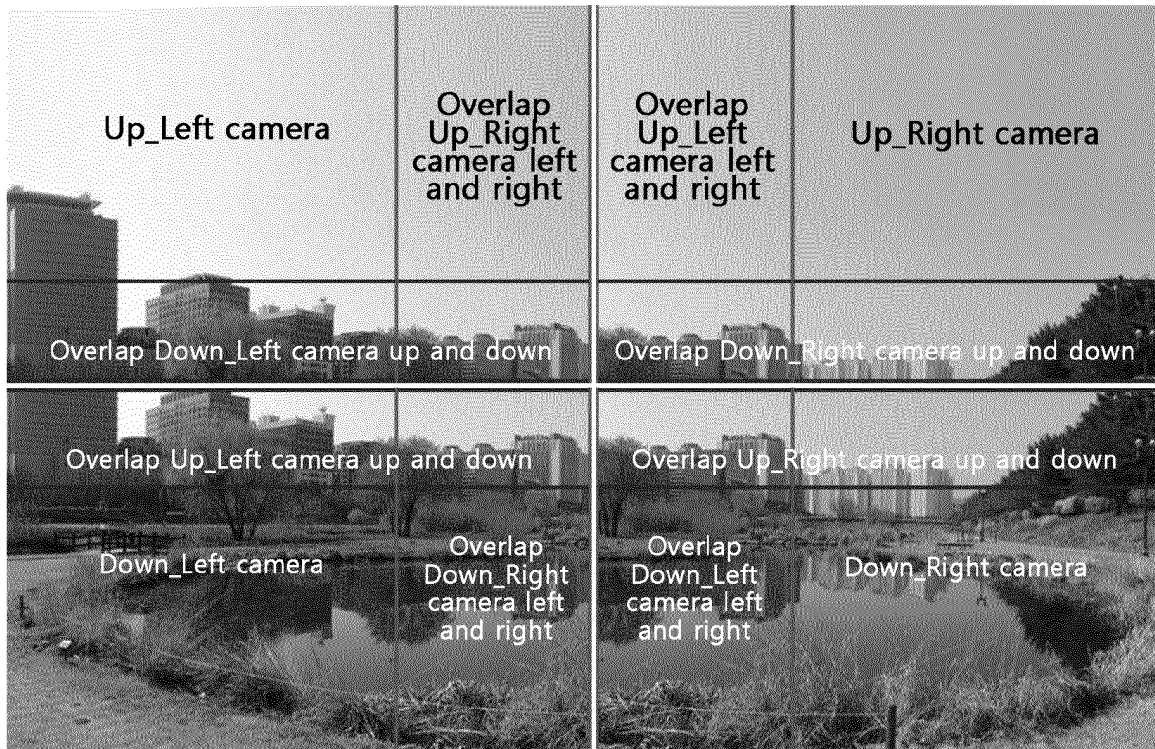 Up_Left camera
Overlap
Up_Right
camera left
and right
Overlap
Up_Left
camera left
and right
Up_Right camera
Overlap Down_Left camera up and down
Overlap Down_Right camera up and down
Overlap Up_Left camera up and down
Overlap Up_Right camera up and down
Down_Left camera
Overlap
Down_Right
camera left
and right
Overlap
Down_Left
camera left
and right
Down_Right camera